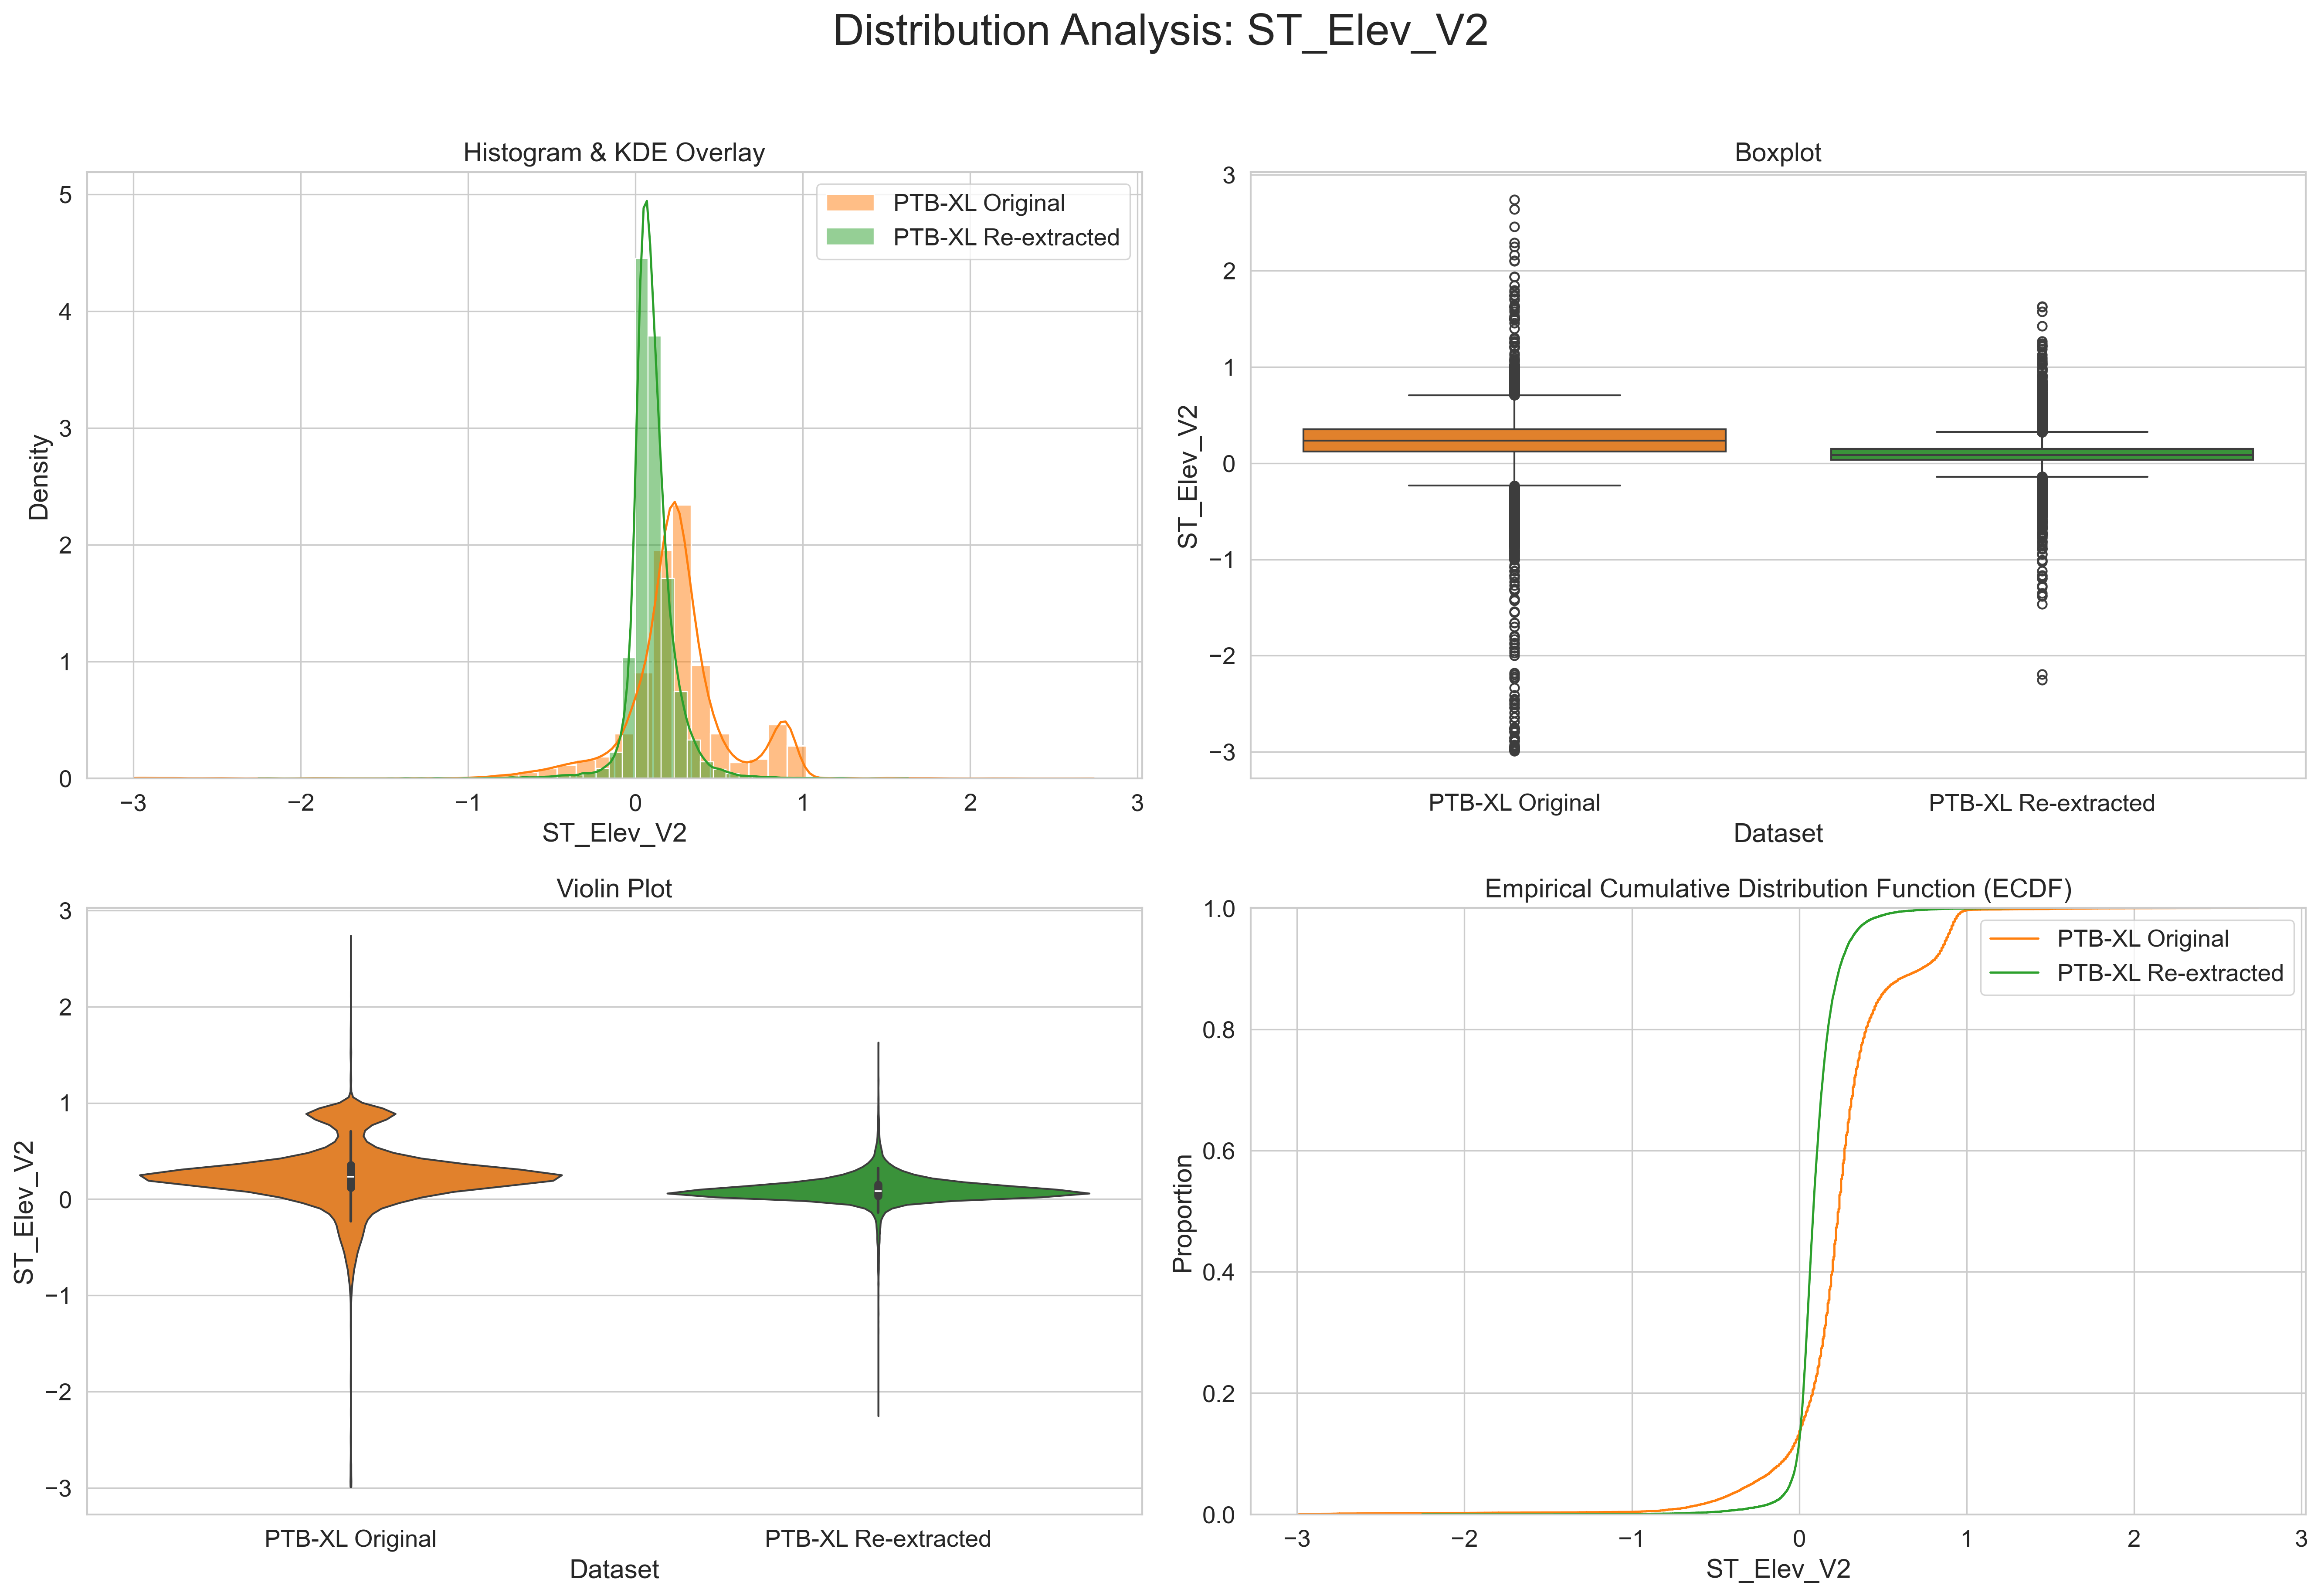 Distribution Analysis: ST_Elev_V2
Histogram & KDE Overlay
5
4
3
2
1
0
Density
−3 −2 −1 0 1 2 3
ST_Elev_V2
PTB-XL Original
PTB-XL Re-extracted
Boxplot
3
2
1
0
−1
−2
−3
ST_Elev_V2
PTB-XL Original PTB-XL Re-extracted
Dataset
Violin Plot
3
2
1
0
−1
−2
−3
ST_Elev_V2
PTB-XL Original PTB-XL Re-extracted
Dataset
Empirical Cumulative Distribution Function (ECDF)
1.0
0.8
0.6
0.4
0.2
0.0
Proportion
−3 −2 −1 0 1 2 3
ST_Elev_V2
PTB-XL Original
PTB-XL Re-extracted